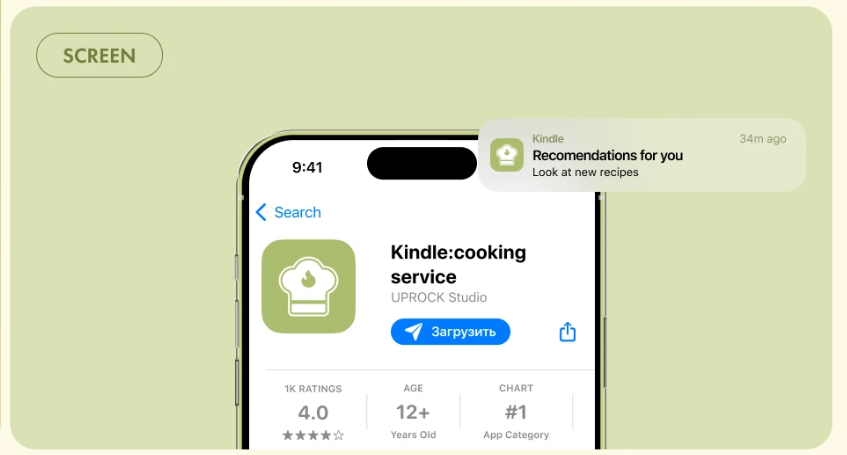 SCREEN
Kindle
34m ago
Recomendations for you
Look at new recipes
9:41
Search
Kindle:cooking
service
UPROCK Studio
Загрузить
1K RATINGS
AGE
CHART
4.0
12+
#1
Years Old
App Category